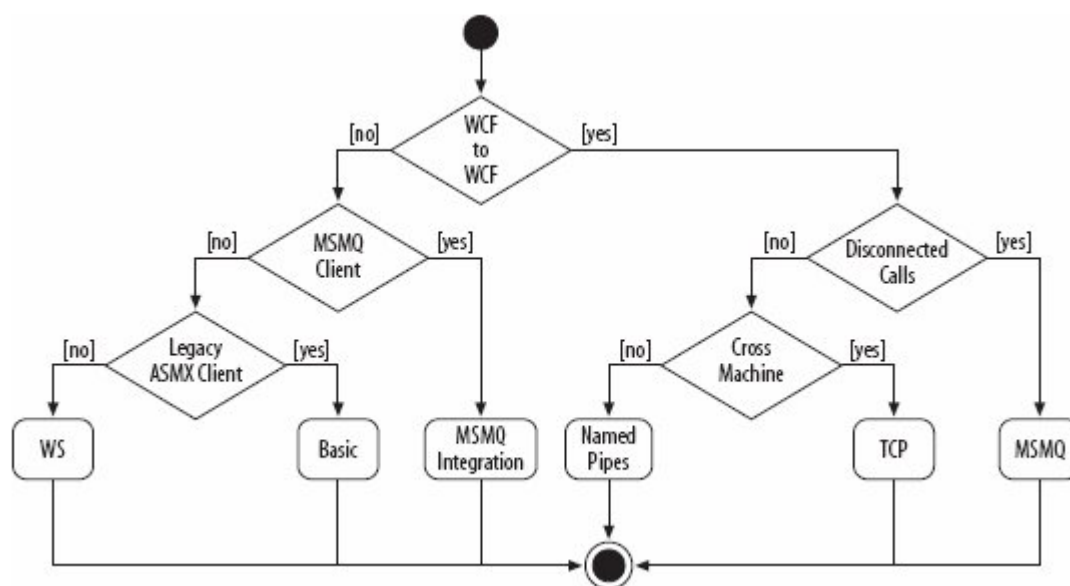 WCF
to
WCF
[no]
[yes]
MSMQ
Client
[no]
[yes]
Disconnected
Calls
[no]
[yes]
Legacy
ASMX Client
[no]
[yes]
Cross
Machine
[no]
[yes]
WS
Basic
MSMQ
Integration
Named
Pipes
TCP
MSMQ